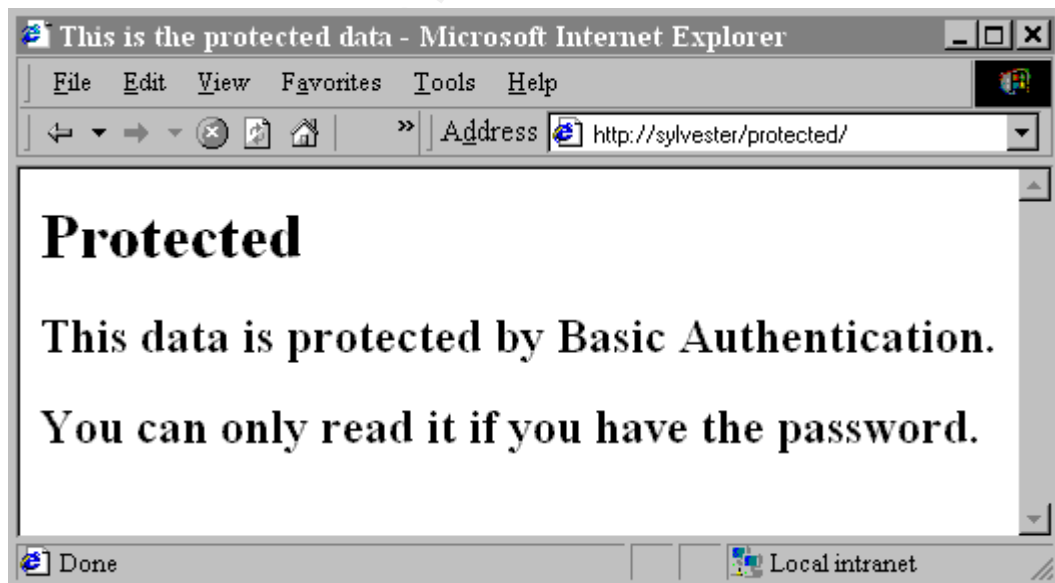 This is the protected data - Microsoft Internet Explorer
File Edit View Favorites Tools Help
» Address http://sylvester/protected/
Protected
This data is protected by Basic Authentication.
You can only read it if you have the password.
Done Local intranet